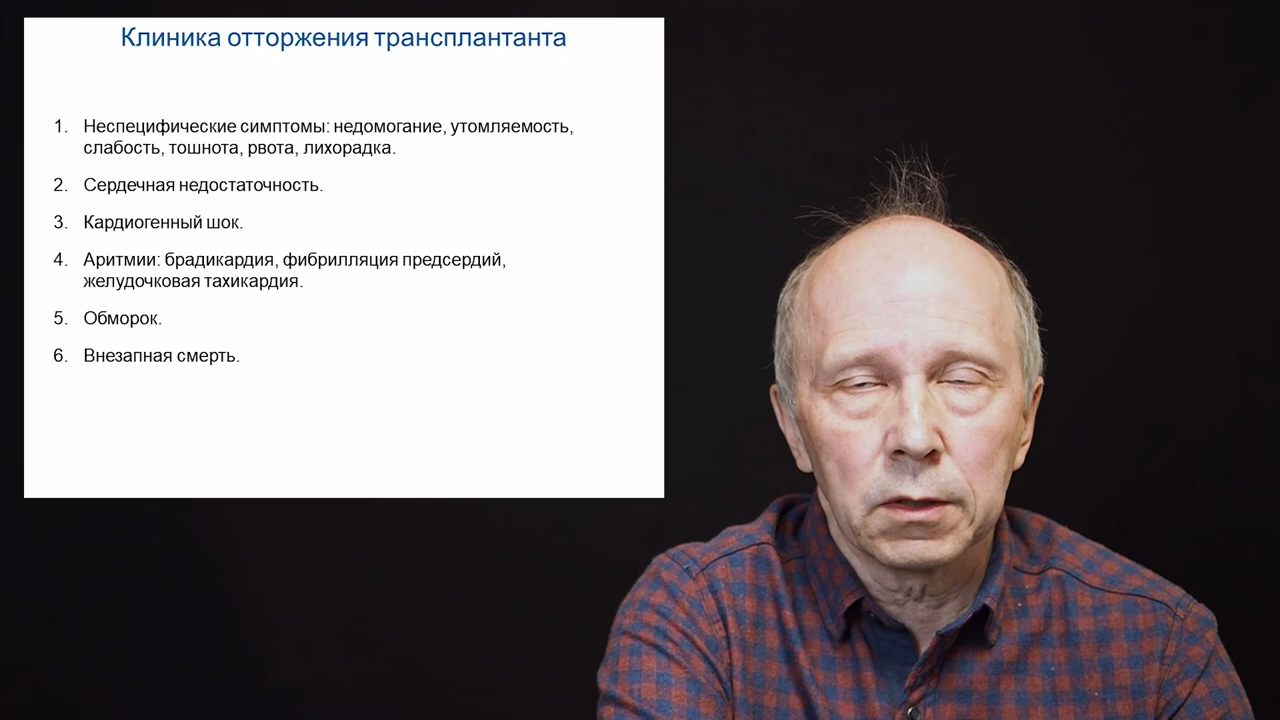 Клиника отторжения трансплантанта
1. Неспецифические симптомы: недомогание, утомляемость,
слабость, тошнота, рвота, лихорадка.
2. Сердечная недостаточность.
3. Кардиогенный шок.
4. Аритмии: брадикардия, фибрилляция предсердий,
желудочковая тахикардия.
5. Обморок.
6. Внезапная смерть.